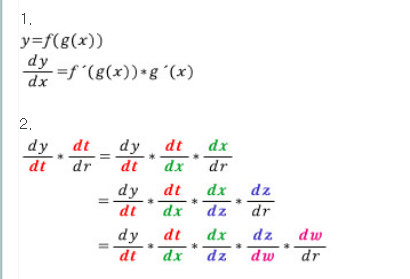 1.
y=f(g(x))
dy/dx =f ´(g(x))*g ´(x)
2.
dy/dt * dt/dr = dy/dt * dt/dx * dx/dr
= dy/dt * dt/dx * dx/dz * dz/dr
= dy/dt * dt/dx * dx/dz * dz/dw * dw/dr